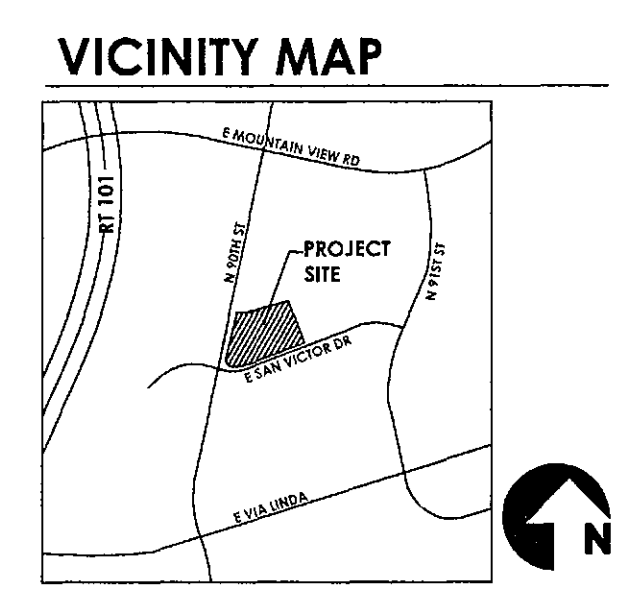 VICINITY MAP
E MOUNTAIN VIEW RD
RT 101
N 90TH ST
PROJECT
SITE
N 91ST ST
E SAN VICTOR DR
E VIA LINDA
N